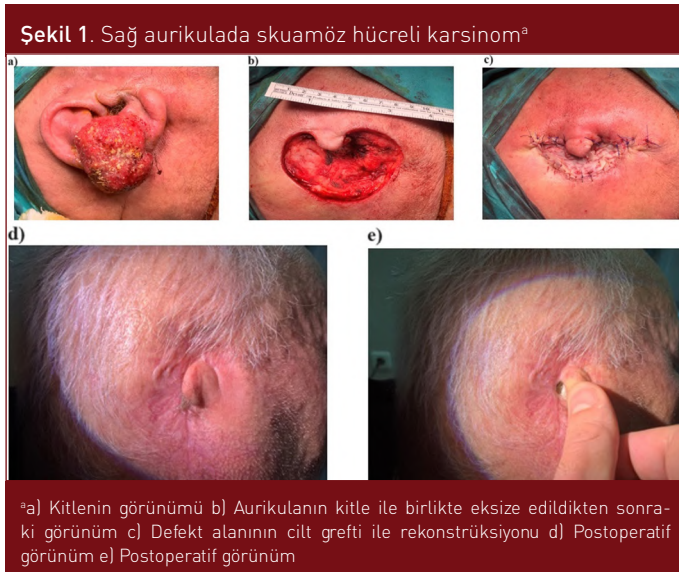 Şekil 1. Sağ aurikulada skuamöz hücreli karsinomᵃ
a)
b)
c)
d)
e)
ᵃa) Kitlenin görünümü b) Aurikulanın kitle ile birlikte eksize edildikten sonra-
ki görünüm c) Defekt alanının cilt grefti ile rekonstrüksiyonu d) Postoperatif
görünüm e) Postoperatif görünüm